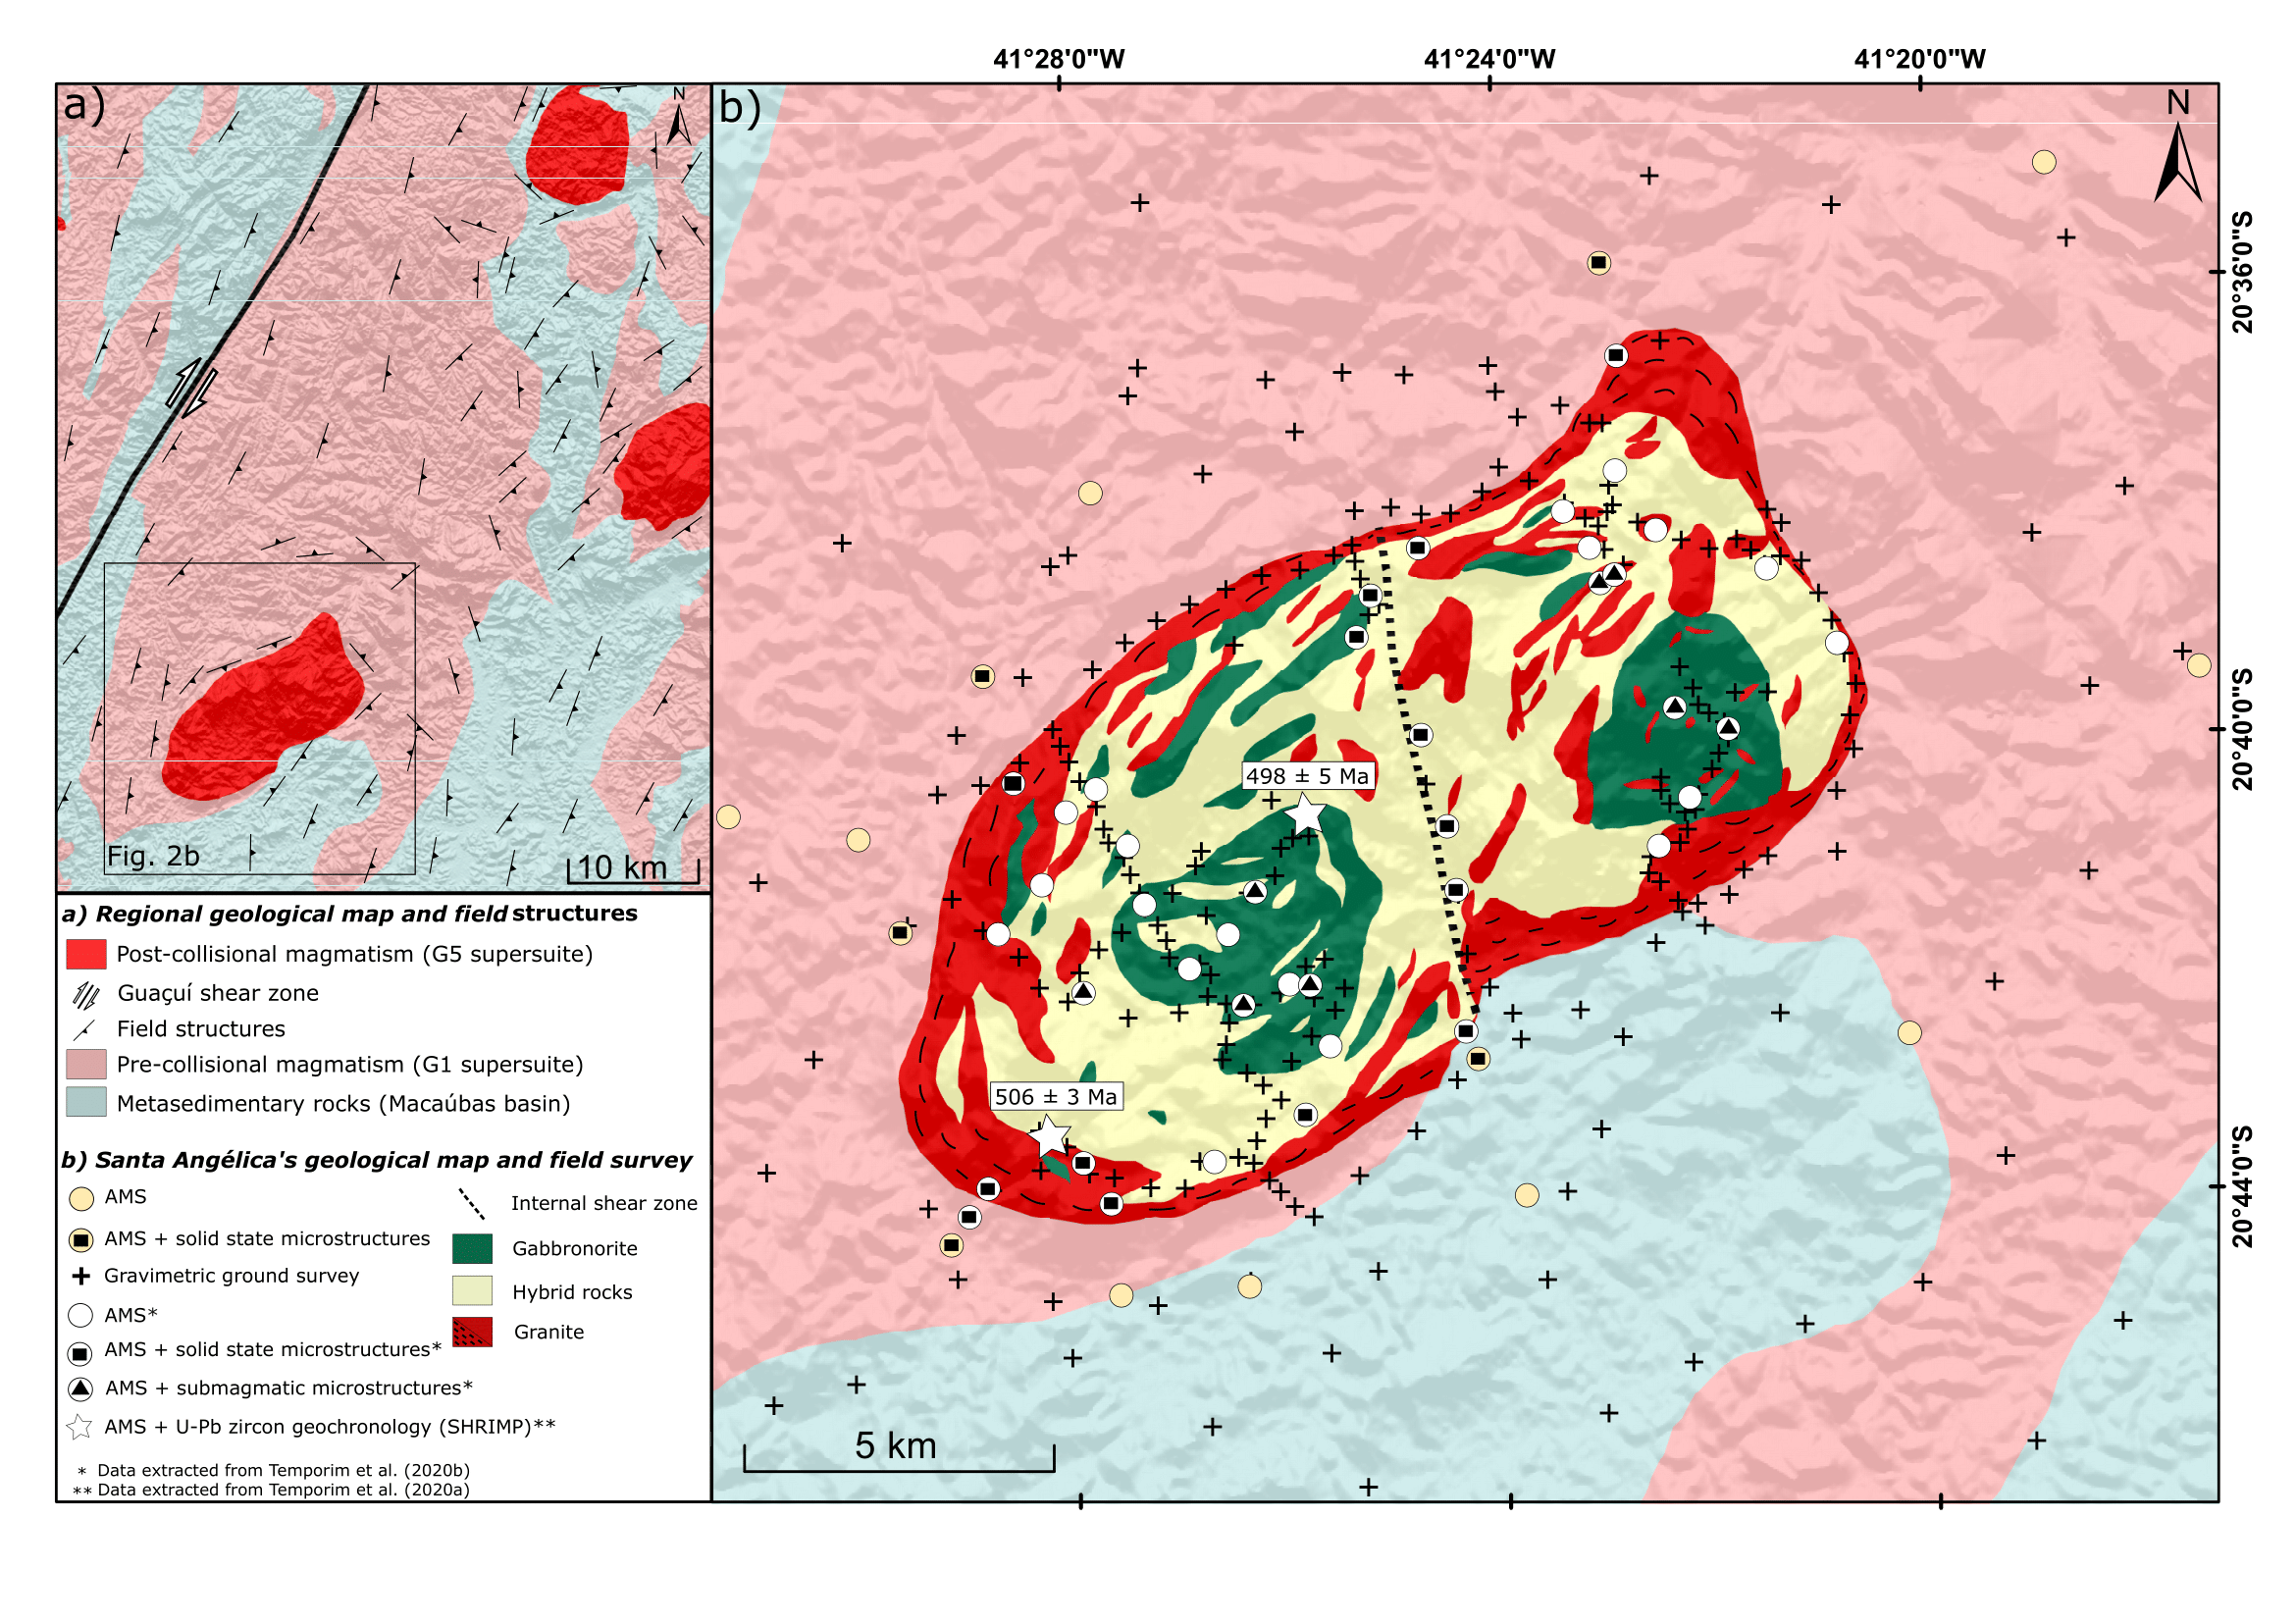 41°28'0"W
41°24'0"W
41°20'0"W
a)
N
b)
N
20°36'0"S
20°40'0"S
20°44'0"S
498 ± 5 Ma
506 ± 3 Ma
5 km
Fig. 2b
10 km
a) Regional geological map and field structures
Post-collisional magmatism (G5 supersuite)
Guaçuí shear zone
Field structures
Pre-collisional magmatism (G1 supersuite)
Metasedimentary rocks (Macaúbas basin)
b) Santa Angélica's geological map and field survey
AMS
AMS + solid state microstructures
Gravimetric ground survey
AMS*
AMS + solid state microstructures*
AMS + submagmatic microstructures*
AMS + U-Pb zircon geochronology (SHRIMP)**
Internal shear zone
Gabbronorite
Hybrid rocks
Granite
* Data extracted from Temporim et al. (2020b)
** Data extracted from Temporim et al. (2020a)